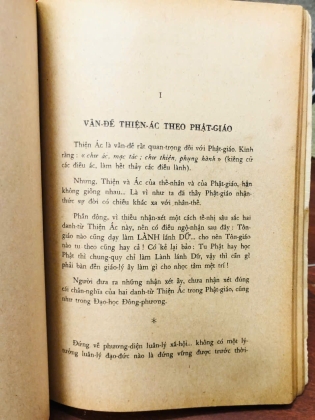 I
VẤN-ĐỀ THIỆN-ÁC THEO PHẬT-GIÁO
Thiện Ác là vấn-đề rất quan-trọng đối với Phật-giáo. Kinh
rằng : « chư ác, mạc tác ; chư thiện, phụng hành » (kiêng cử
các điều ác, làm hết thảy các điều lành).
Nhưng, Thiện và Ác của thế-nhân và của Phật-giáo, hẳn
không giống nhau... Là vì như ta đã thấy Phật-giáo nhận
thức sự đời có chiều khác xa với nhân-thế.
Phần đông, vì thiếu nhận-xét một cách tế-nhị sâu sắc hai
danh-từ Thiện Ác này, nên có điều ngộ-nhận sau đây : Tôn-
giáo nào cũng dạy làm LÀNH lánh DỮ... cho nên Tôn-giáo
nào tu theo cũng hay cả ! Có kẻ lại bảo : Tu Phật hay học
Phật thì chung-quy chỉ làm Lành lánh Dữ, vậy thì cần gì
phải bàn đến giáo-lý ấy làm gì cho nhọc tâm mệt trí !
Người đưa ra những nhận xét ấy, chưa nhận xét đúng
cái chân-nghĩa của hai danh-từ Thiện Ác trong Phật-giáo, cũng
như trong Đạo-học Đông-phương.
*
Đứng về phương-diện luân-lý xã-hội... không có một lý-
tưởng luân-lý đạo-đức nào là đứng vững được trước thời-